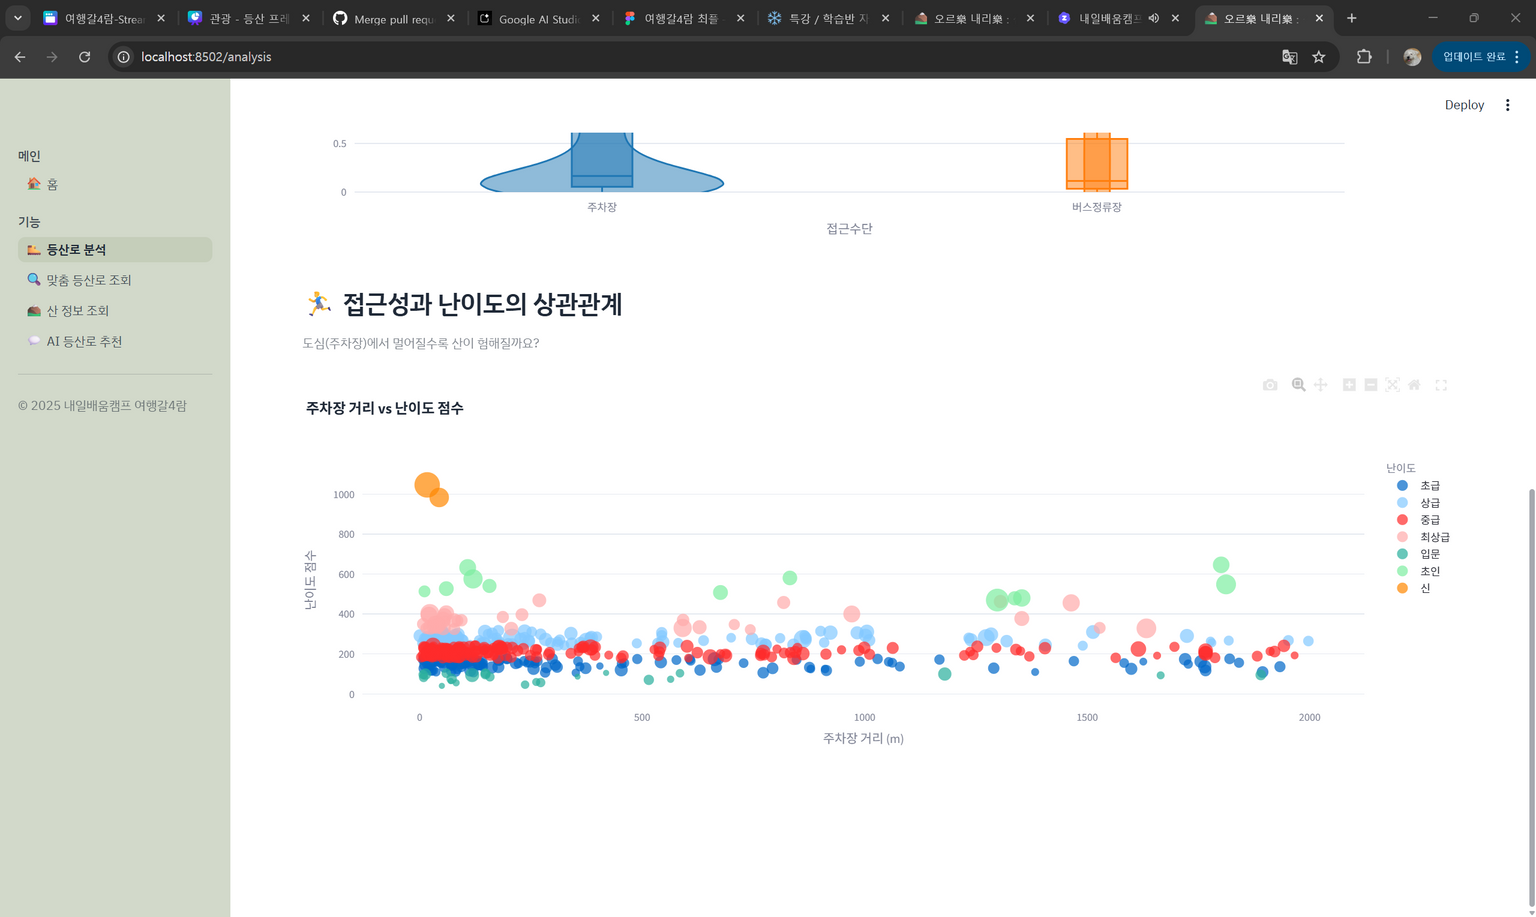 여행갈4람-Strea
관광 - 등산 프레
Merge pull requ
Google AI Studi
여행갈4람 최플
특강 / 학습반 지
오르樂 내리樂 :
내일배움캠프
오르樂 내리樂 :
localhost:8502/analysis
업데이트 완료
Deploy
메인
홈
기능
등산로 분석
맞춤 등산로 조회
산 정보 조회
AI 등산로 추천
© 2025 내일배움캠프 여행갈4람
0.5
0
주차장
버스정류장
접근수단
접근성과 난이도의 상관관계
도심(주차장)에서 멀어질수록 산이 험해질까요?
주차장 거리 vs 난이도 점수
난이도
초급
상급
중급
최상급
입문
초인
신
난이도 점수
1000
800
600
400
200
0
0
500
1000
1500
2000
주차장 거리 (m)